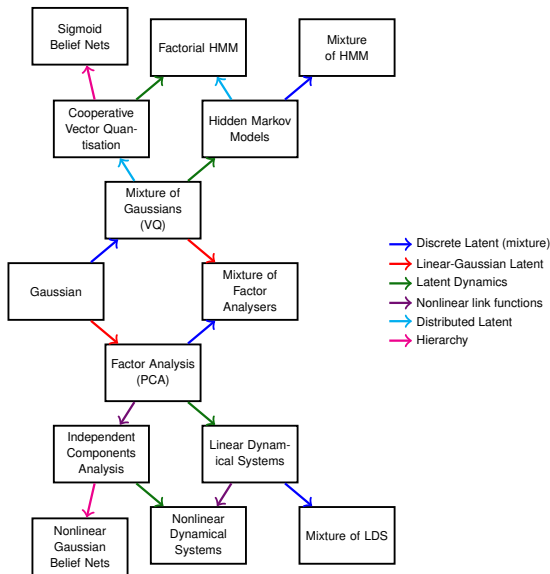 Sigmoid
Belief Nets
Factorial HMM
Mixture
of HMM
Cooperative
Vector Quan-
tisation
Hidden Markov
Models
Mixture of
Gaussians
(VQ)
Gaussian
Mixture of
Factor
Analysers
Discrete Latent (mixture)
Linear-Gaussian Latent
Latent Dynamics
Nonlinear link functions
Distributed Latent
Hierarchy
Factor Analysis
(PCA)
Independent
Components
Analysis
Linear Dynam-
ical Systems
Nonlinear
Gaussian
Belief Nets
Nonlinear
Dynamical
Systems
Mixture of LDS